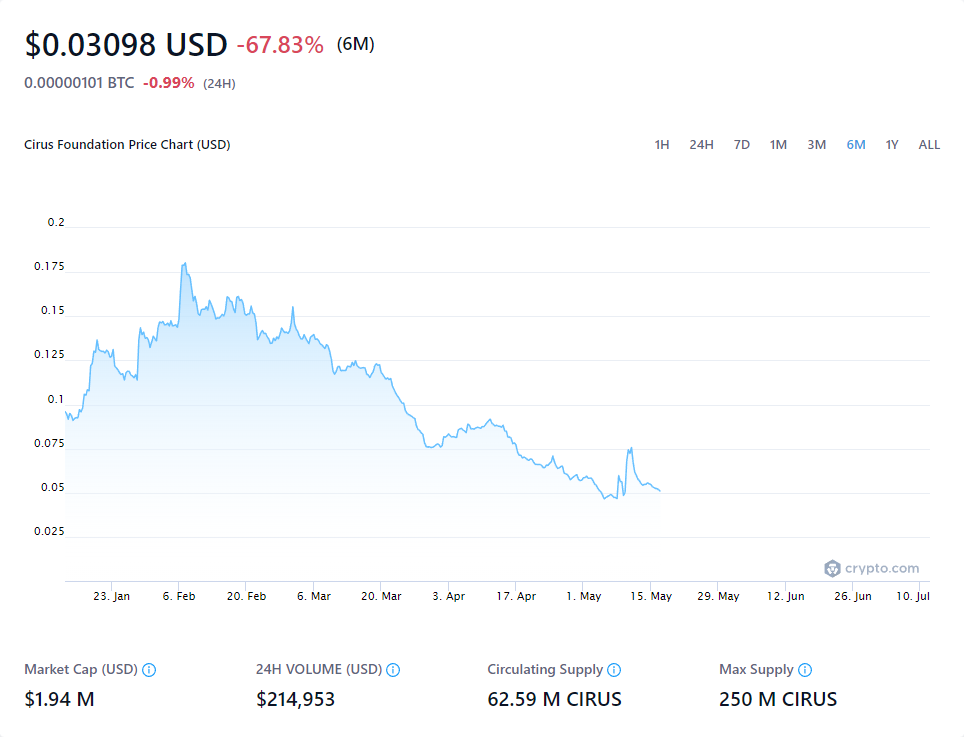 $0.03098 USD -67.83% (6M)
0.00000101 BTC -0.99% (24H)
Cirus Foundation Price Chart (USD) 1H 24H 7D 1M 3M 6M 1Y ALL
0.2
0.175
0.15
0.125
0.1
0.075
0.05
0.025
crypto.com
23. Jan 6. Feb 20. Feb 6. Mar 20. Mar 3. Apr 17. Apr 1. May 15. May 29. May 12. Jun 26. Jun 10. Jul
Market Cap (USD) 24H VOLUME (USD) Circulating Supply Max Supply
$1.94 M $214,953 62.59 M CIRUS 250 M CIRUS